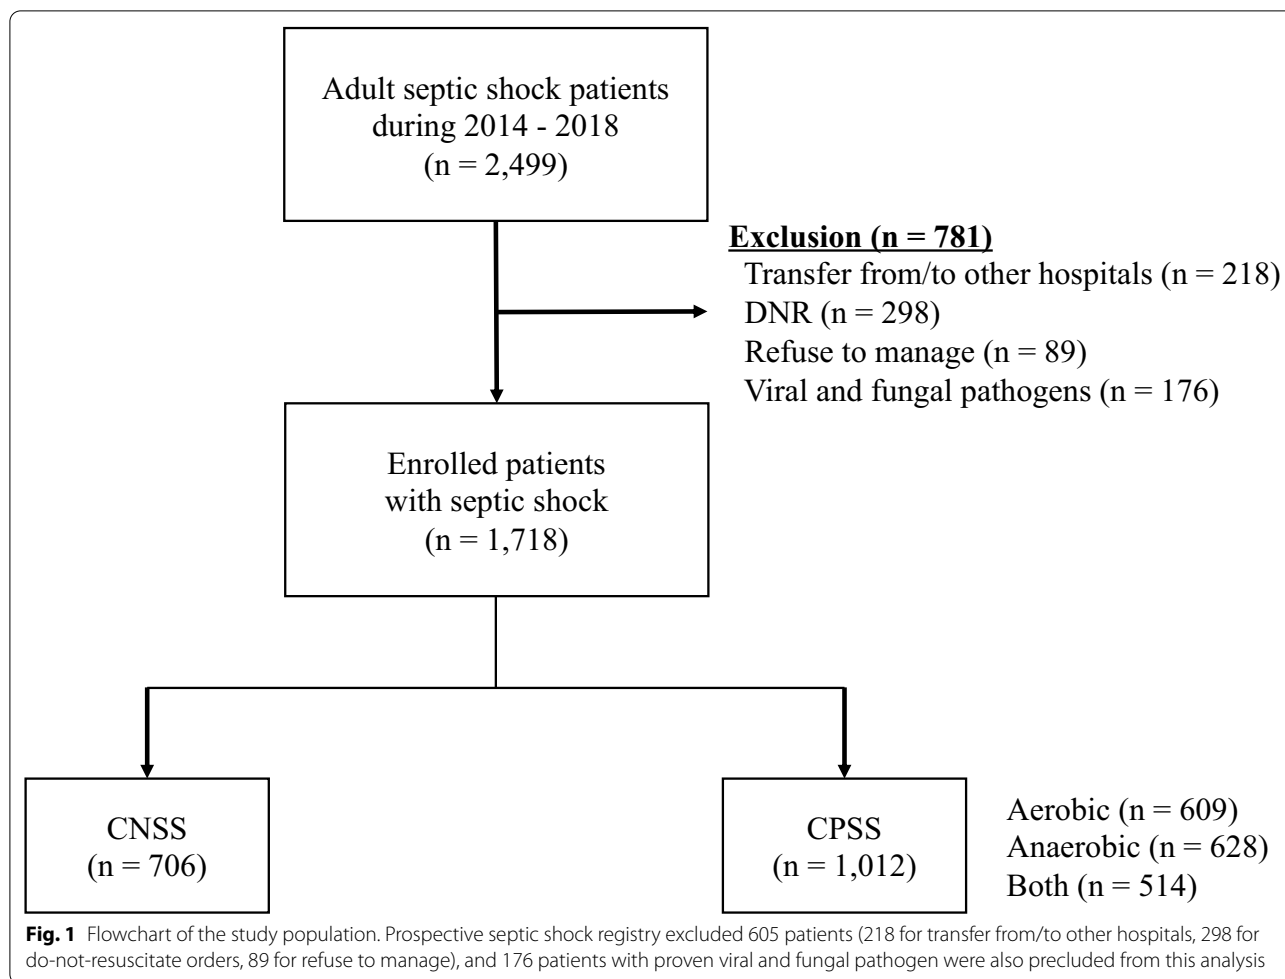 Adult septic shock patients
during 2014 - 2018
(n = 2,499)
Exclusion (n = 781)
Transfer from/to other hospitals (n = 218)
DNR (n = 298)
Refuse to manage (n = 89)
Viral and fungal pathogens (n = 176)
Enrolled patients
with septic shock
(n = 1,718)
CNSS
(n = 706)
CPSS
(n = 1,012)
Aerobic (n = 609)
Anaerobic (n = 628)
Both (n = 514)
Fig. 1 Flowchart of the study population. Prospective septic shock registry excluded 605 patients (218 for transfer from/to other hospitals, 298 for
do-not-resuscitate orders, 89 for refuse to manage), and 176 patients with proven viral and fungal pathogen were also precluded from this analysis